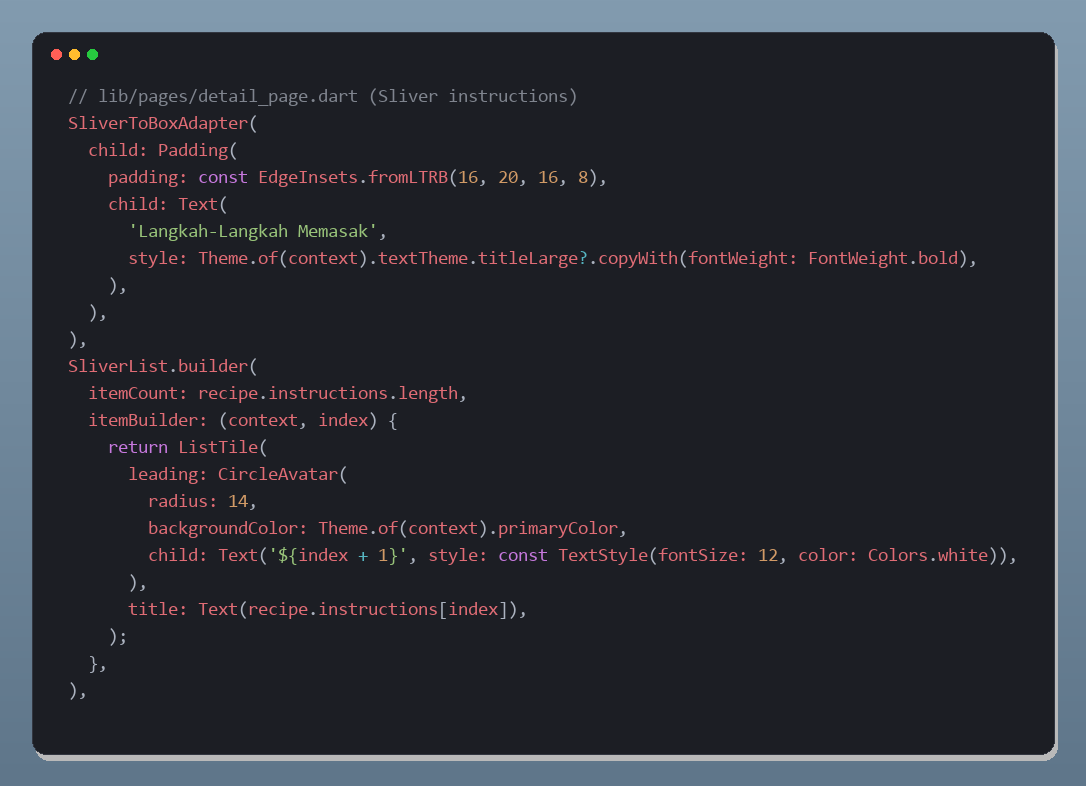 // lib/pages/detail_page.dart (Sliver instructions)
SliverToBoxAdapter(
  child: Padding(
    padding: const EdgeInsets.fromLTRB(16, 20, 16, 8),
    child: Text(
      'Langkah-Langkah Memasak',
      style: Theme.of(context).textTheme.titleLarge?.copyWith(fontWeight: FontWeight.bold),
    ),
  ),
),
SliverList.builder(
  itemCount: recipe.instructions.length,
  itemBuilder: (context, index) {
    return ListTile(
      leading: CircleAvatar(
        radius: 14,
        backgroundColor: Theme.of(context).primaryColor,
        child: Text('${index + 1}', style: const TextStyle(fontSize: 12, color: Colors.white)),
      ),
      title: Text(recipe.instructions[index]),
    );
  },
),